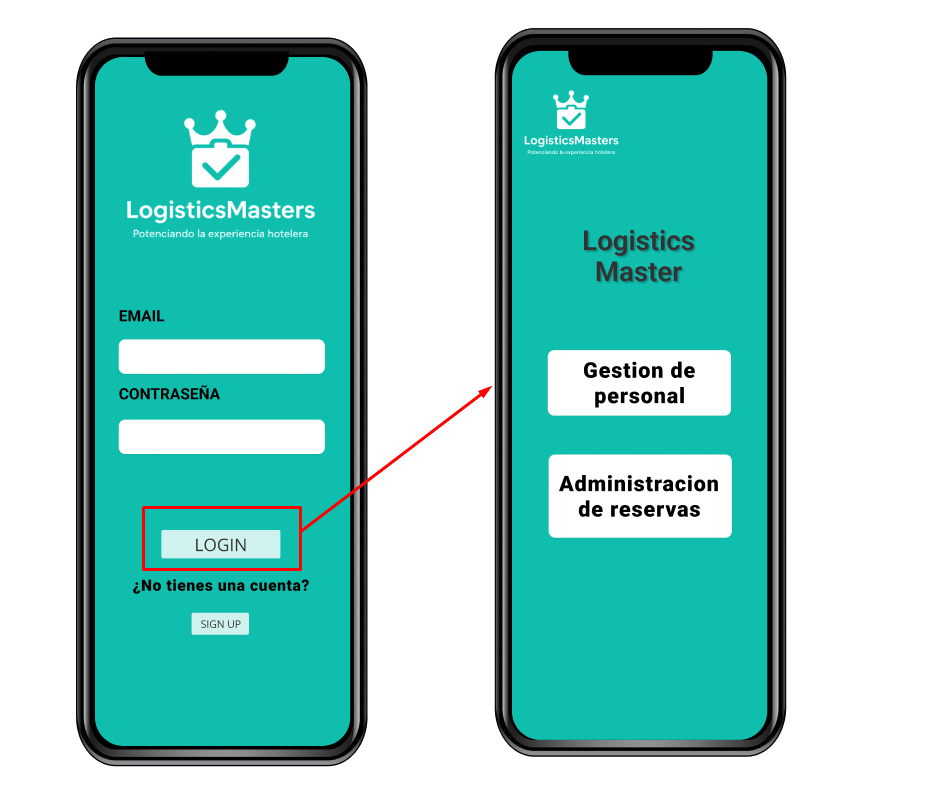 LogisticsMasters
Potenciando la experiencia hotelera
EMAIL
CONTRASEÑA
LOGIN
¿No tienes una cuenta?
SIGN UP
LogisticsMasters
Potenciando la experiencia hotelera
Logistics
Master
Gestion de
personal
Administracion
de reservas